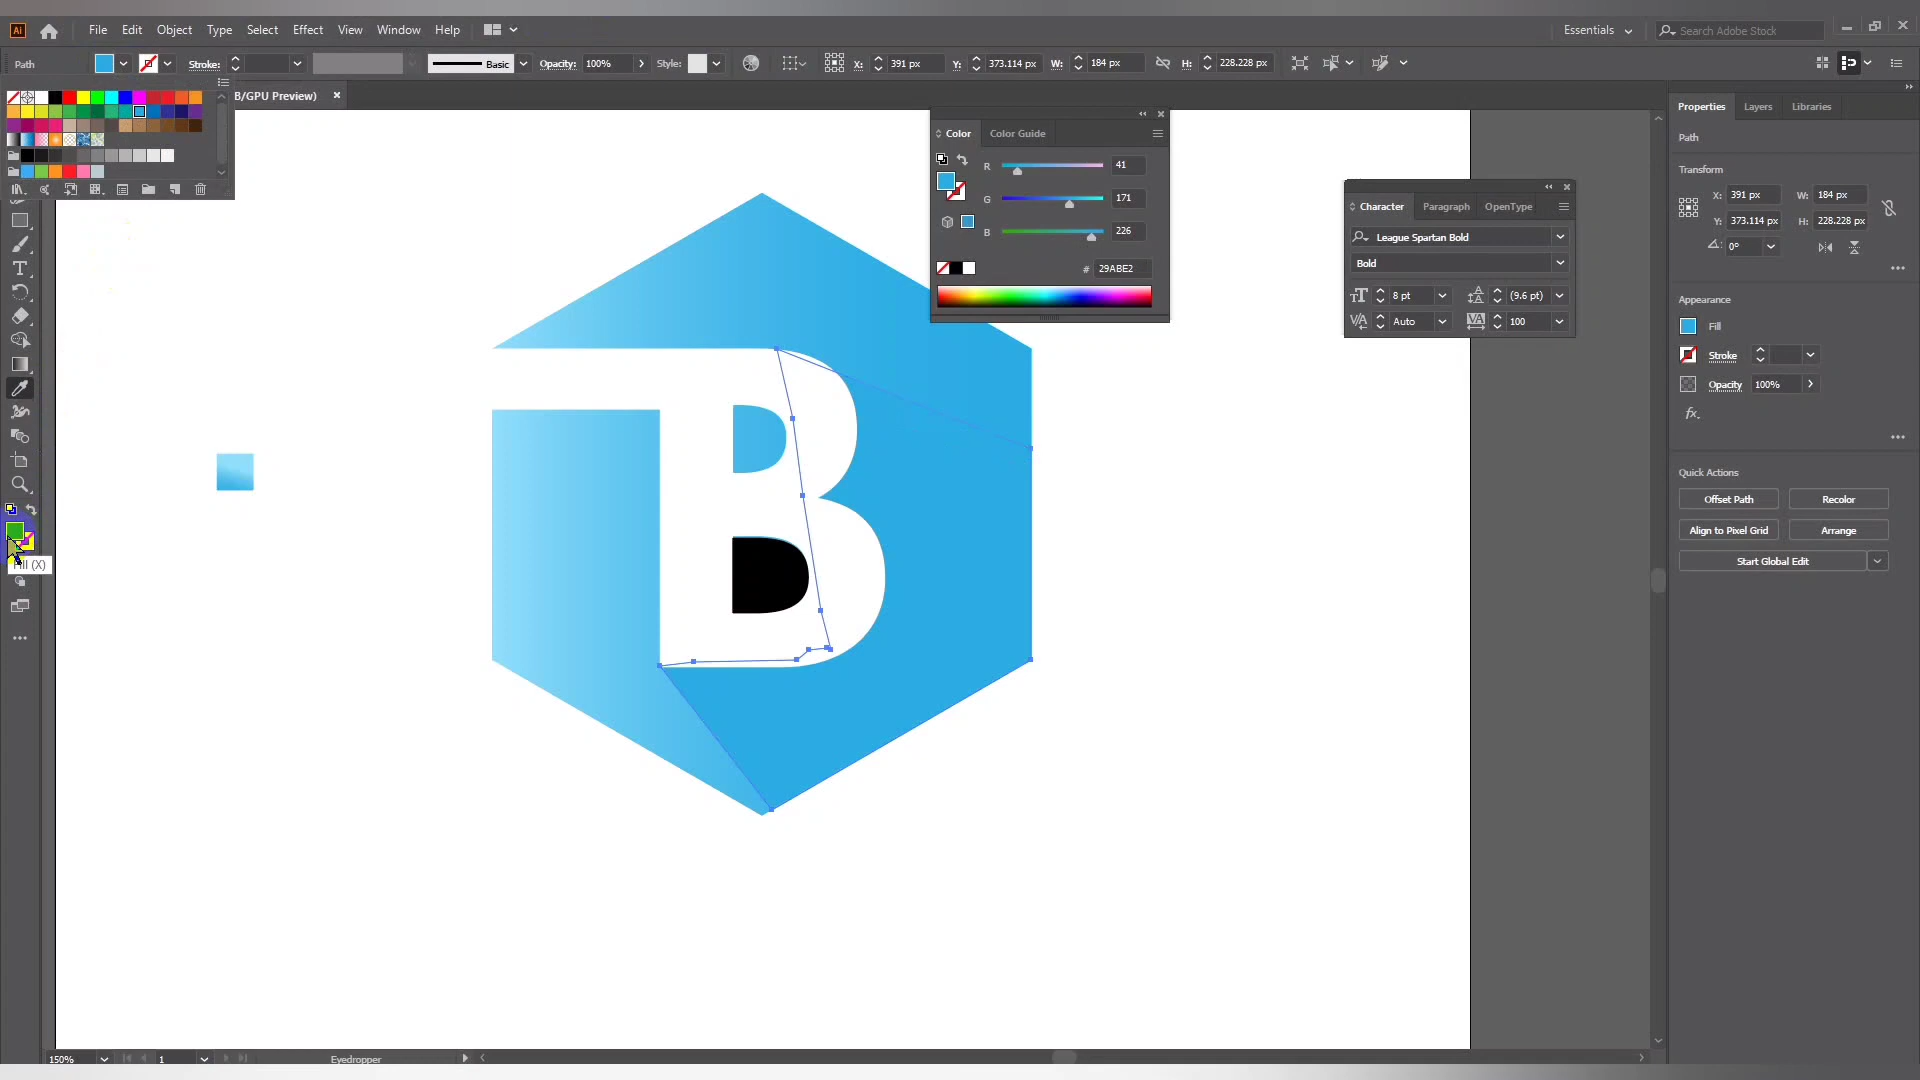 Ai File Edit Object Type Select Effect View Window Help Essentials Search Adobe Stock
Path Stroke: Basic Opacity: 100% Style: X: 391 px Y: 373.114 px W: 184 px H: 228.228 px
B/GPU Preview) ×
Color Color Guide
R 41
G 171
B 226
# 29ABE2
Character Paragraph OpenType
League Spartan Bold
Bold
8 pt (9.6 pt)
Auto 100
Properties Layers Libraries
Path
Transform
X: 391 px W: 184 px
Y: 373.114 px H: 228.228 px
0°
Appearance
Fill
Stroke
Opacity 100%
fx.
Quick Actions
Offset Path Recolor
Align to Pixel Grid Arrange
Start Global Edit
B
Fill (X)
150% 1 Eyedropper